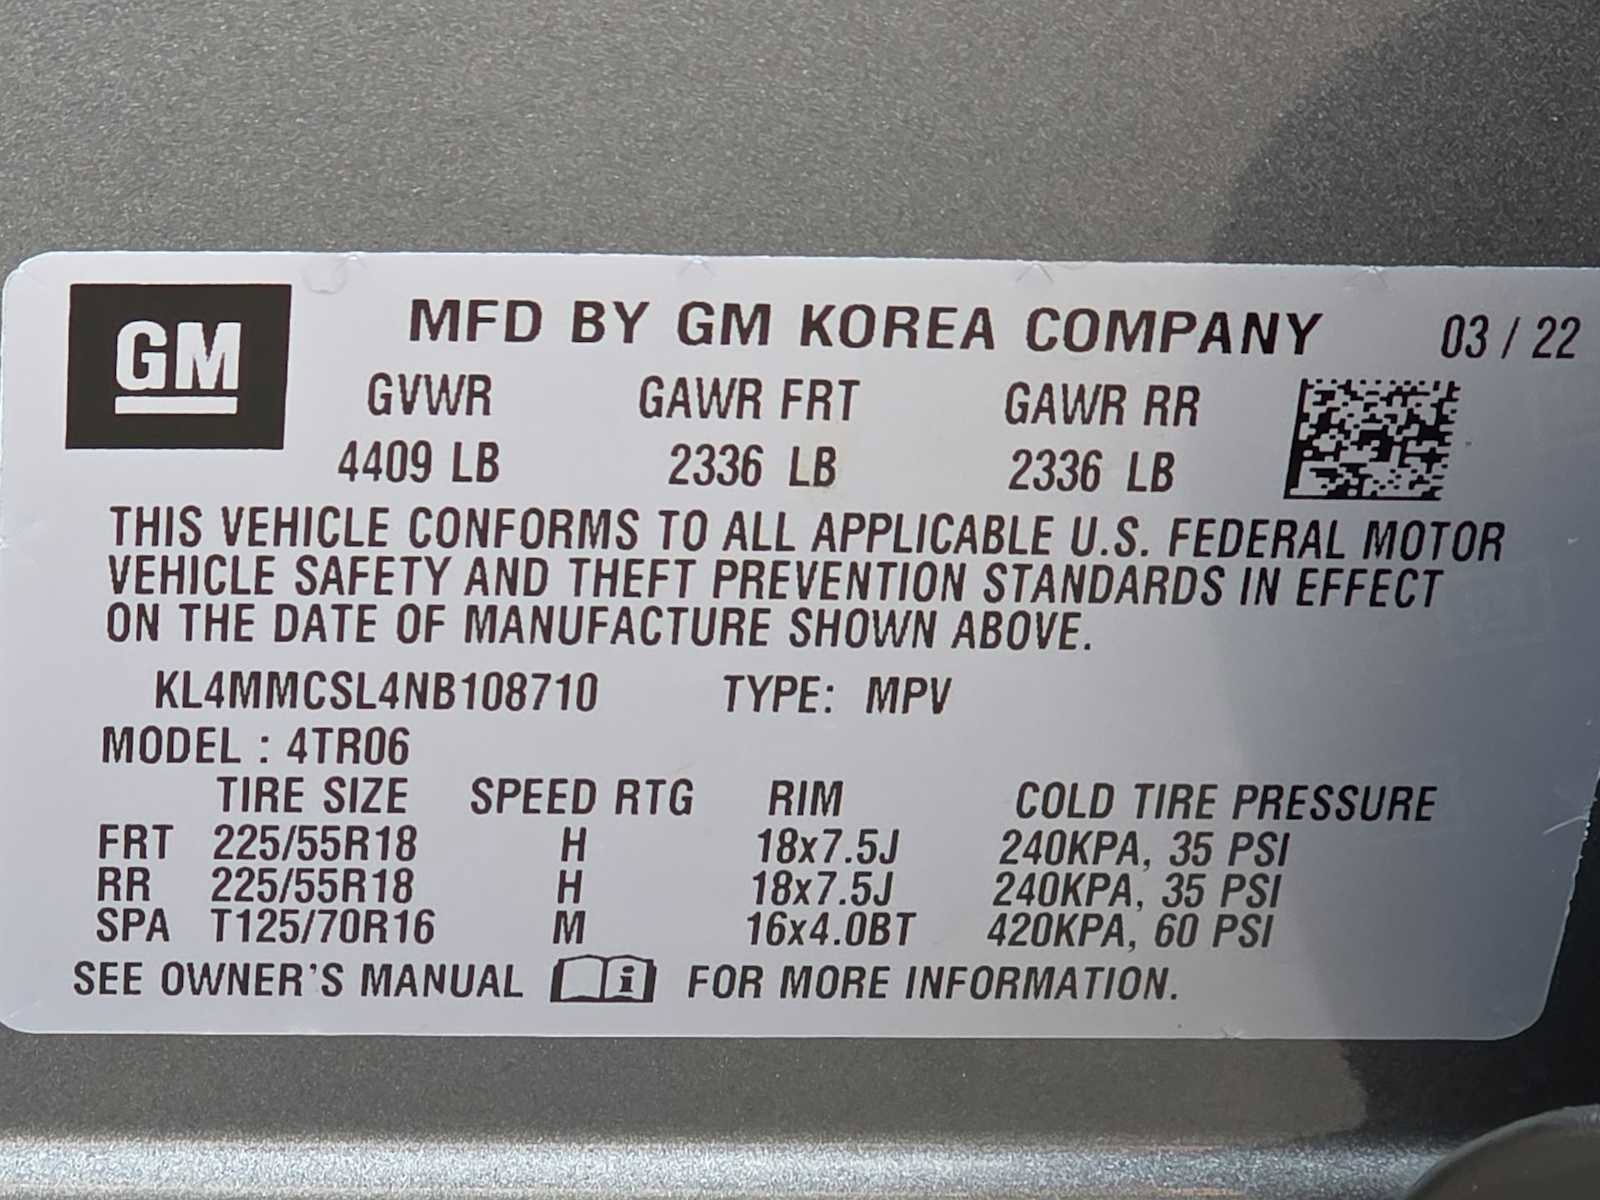 GM
MFD BY GM KOREA COMPANY 03 / 22
GVWR GAWR FRT GAWR RR
4409 LB 2336 LB 2336 LB
THIS VEHICLE CONFORMS TO ALL APPLICABLE U.S. FEDERAL MOTOR
VEHICLE SAFETY AND THEFT PREVENTION STANDARDS IN EFFECT
ON THE DATE OF MANUFACTURE SHOWN ABOVE.
KL4MMCSL4NB108710 TYPE: MPV
MODEL : 4TR06
TIRE SIZE SPEED RTG RIM COLD TIRE PRESSURE
FRT 225/55R18 H 18x7.5J 240KPA, 35 PSI
RR 225/55R18 H 18x7.5J 240KPA, 35 PSI
SPA T125/70R16 M 16x4.0BT 420KPA, 60 PSI
SEE OWNER'S MANUAL i FOR MORE INFORMATION.